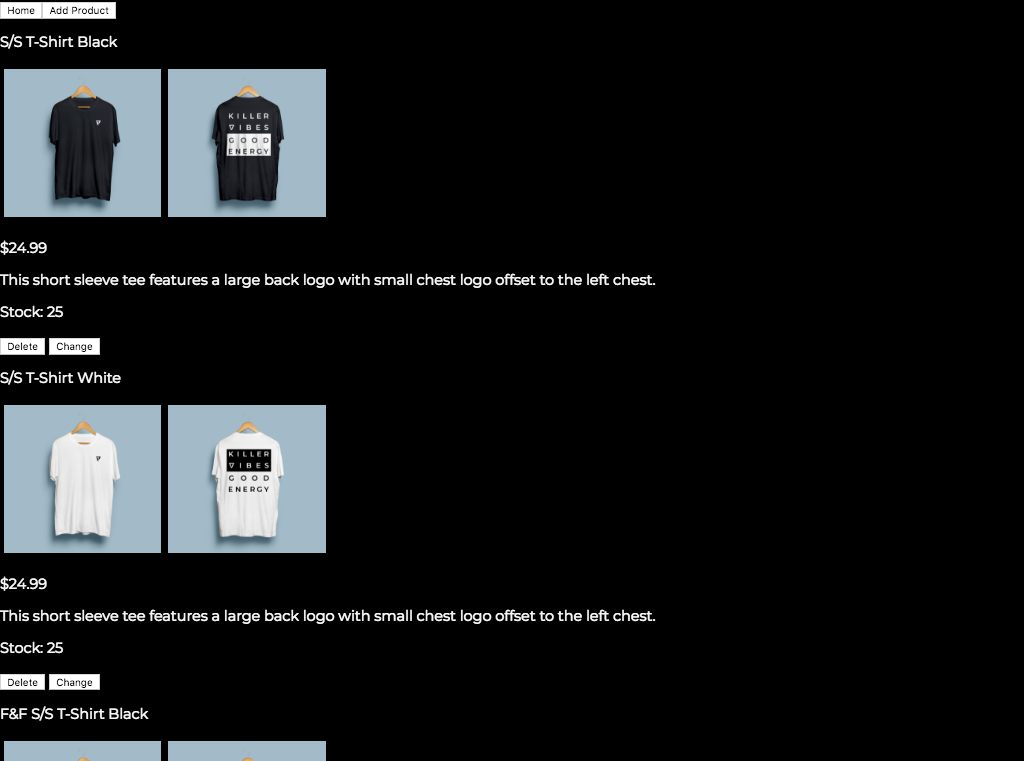 Home Add Product
S/S T-Shirt Black
KILLER
VIBES
GOOD
ENERGY
$24.99
This short sleeve tee features a large back logo with small chest logo offset to the left chest.
Stock: 25
Delete Change
S/S T-Shirt White
KILLER
VIBES
GOOD
ENERGY
$24.99
This short sleeve tee features a large back logo with small chest logo offset to the left chest.
Stock: 25
Delete Change
F&F S/S T-Shirt Black